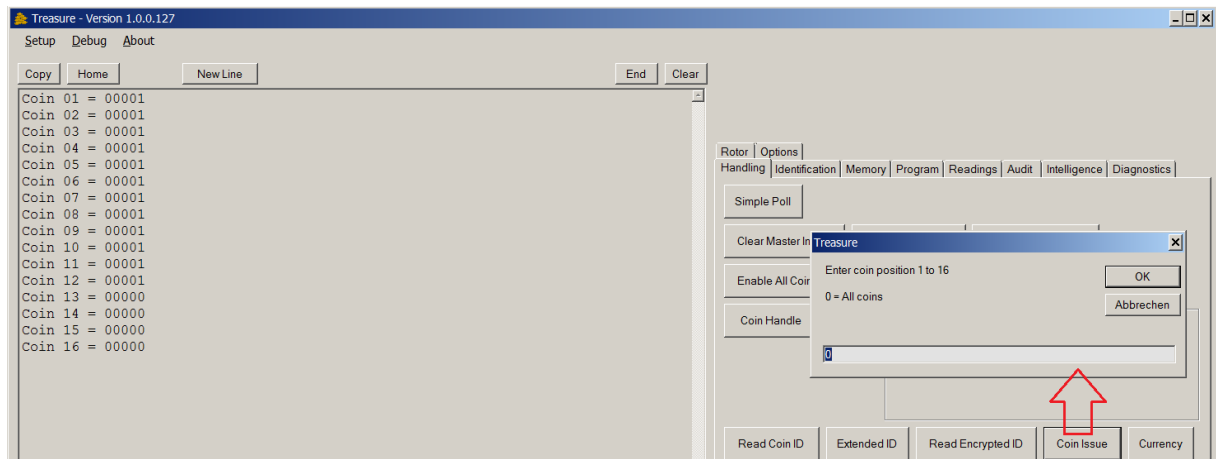 Treasure - Version 1.0.0.127
Setup Debug About
Copy Home New Line End Clear
Coin 01 = 00001
Coin 02 = 00001
Coin 03 = 00001
Coin 04 = 00001
Coin 05 = 00001
Coin 06 = 00001
Coin 07 = 00001
Coin 08 = 00001
Coin 09 = 00001
Coin 10 = 00001
Coin 11 = 00001
Coin 12 = 00001
Coin 13 = 00000
Coin 14 = 00000
Coin 15 = 00000
Coin 16 = 00000
Rotor Options
Handling Identification Memory Program Readings Audit Intelligence Diagnostics
Simple Poll
Clear Master In
Enable All Coin
Coin Handle
Treasure
Enter coin position 1 to 16
0 = All coins
OK
Abbrechen
0
Read Coin ID Extended ID Read Encrypted ID Coin Issue Currency